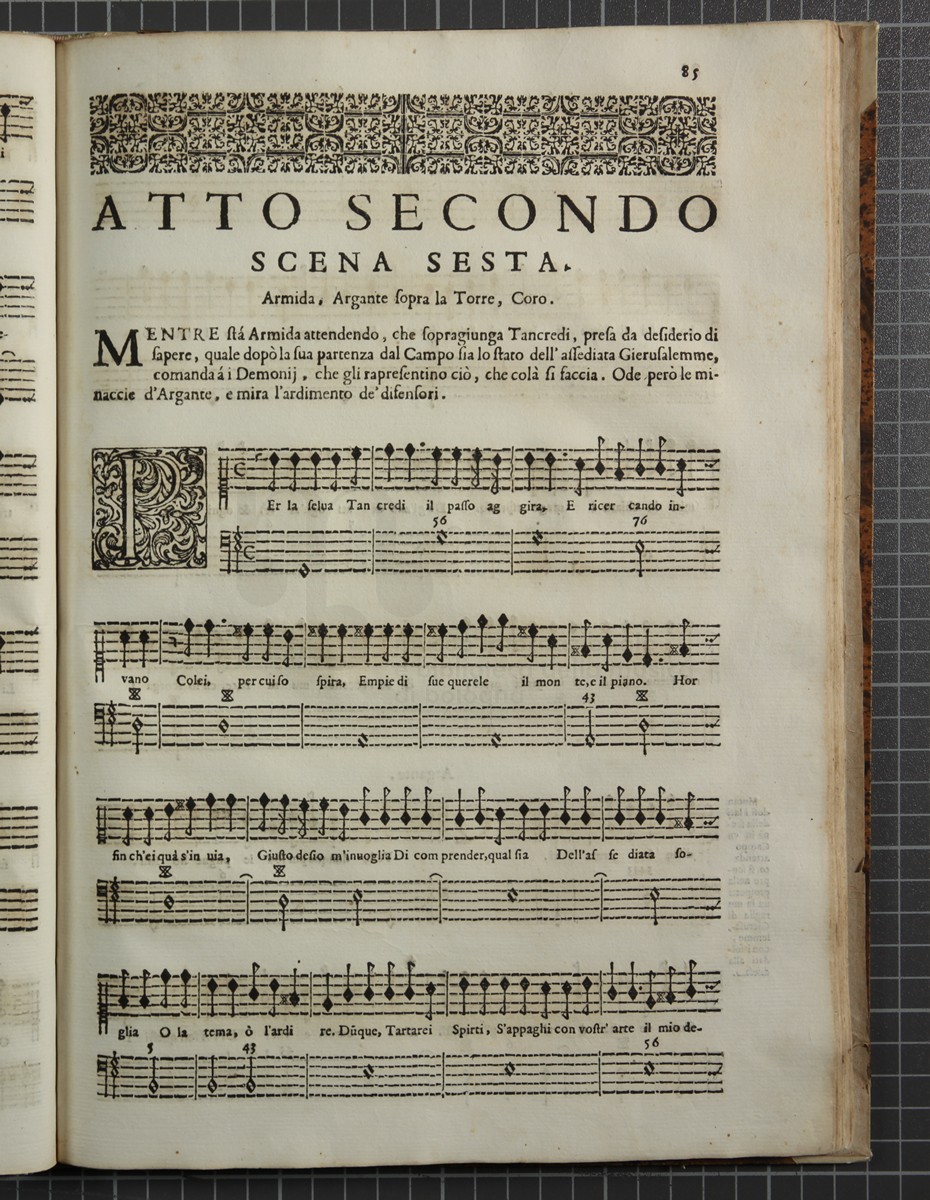 85
ATTO SECONDO
SCENA SESTA.
Armida, Argante ſopra la Torre, Coro.
MENTRE ſtá Armida attendendo, che ſopragiunga Tancredi, preſa da deſiderio di
ſapere, quale dopò la ſua partenza dal Campo ſia lo ſtato dell' aſſediata Gieruſalemme,
comanda á i Demonij, che gli rapreſentino ciò, che colà ſi faccia. Ode però le mi-
naccie d'Argante, e mira l'ardimento de' difenſori.
PEr la ſelua Tan credi il paſſo ag gira, E ricer cando in-
56 76
vano Colei, per cui ſo ſpira, Empie di ſue querele il mon te, e il piano. Hor
43
fin ch'ei quà s'in uia, Giuſto deſio m'inuoglia Di com prender, qual ſia Dell'aſ ſe diata ſo-
glia O la tema, ò l'ardi re. Dũque, Tartarei Spirti, S'appaghi con voſtr' arte il mio de-
5 43 56